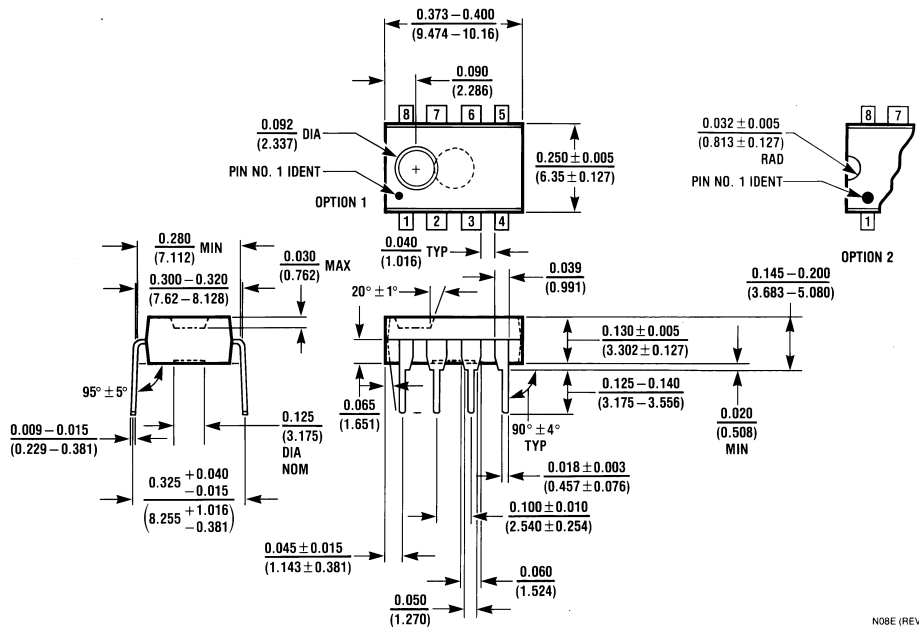 0.373 – 0.400
(9.474 – 10.16)
0.090
(2.286)
8 7 6 5
0.092 DIA
(2.337)
PIN NO. 1 IDENT
OPTION 1
0.250 ± 0.005
(6.35 ± 0.127)
1 2 3 4
8 7
0.032 ± 0.005
(0.813 ± 0.127)
RAD
PIN NO. 1 IDENT
1
OPTION 2
0.280 MIN
(7.112)
0.300 – 0.320
(7.62 – 8.128)
0.030 MAX
(0.762)
0.040 TYP
(1.016)
0.039
(0.991)
0.145 – 0.200
(3.683 – 5.080)
20° ± 1°
0.130 ± 0.005
(3.302 ± 0.127)
95° ± 5°
0.065
(1.651)
0.125 – 0.140
(3.175 – 3.556)
90° ± 4°
TYP
0.020
(0.508)
MIN
0.009 – 0.015
(0.229 – 0.381)
0.125
(3.175)
DIA
NOM
0.018 ± 0.003
(0.457 ± 0.076)
0.325 +0.040
−0.015
(8.255 +1.016
−0.381)
0.100 ± 0.010
(2.540 ± 0.254)
0.045 ± 0.015
(1.143 ± 0.381)
0.060
(1.524)
0.050
(1.270)
N08E (REV